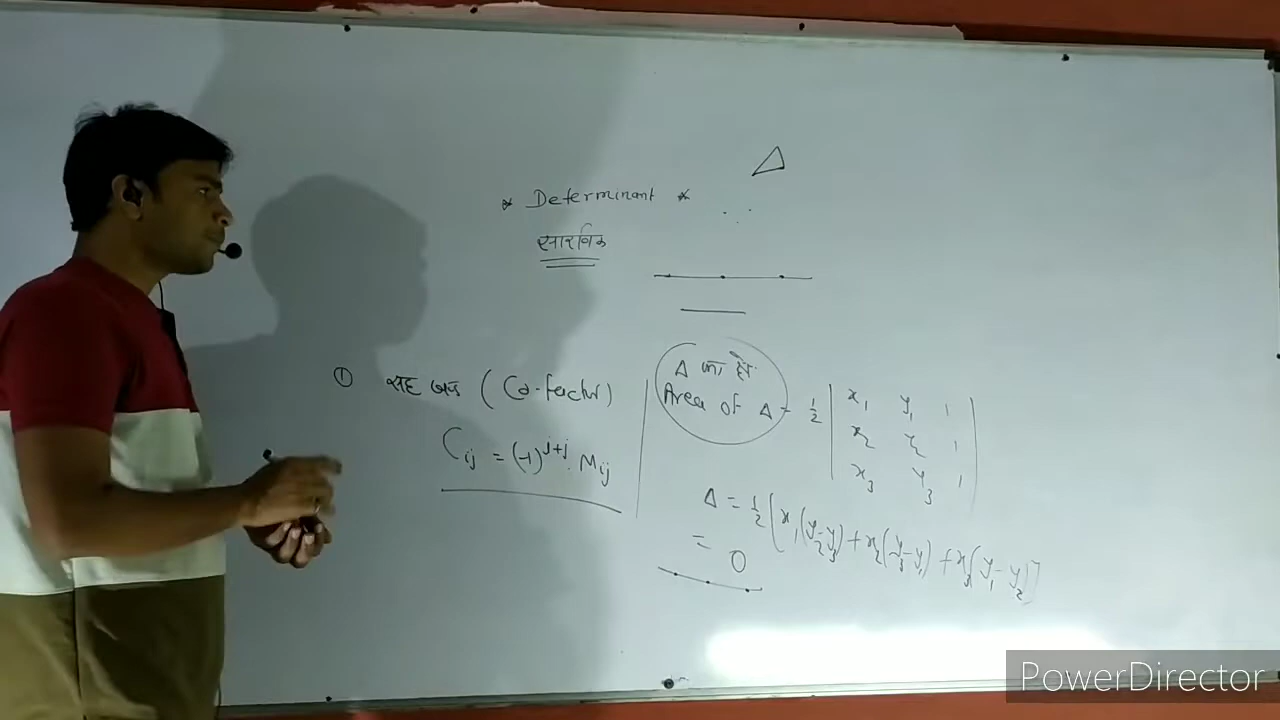 * Determinant *
सारणिक
① सह खंड (Co-factor)
Cij = (-1)^i+j . Mij
Δ का क्षे.
Area of Δ = 1/2 | x1 y1 1 |
| x2 y2 1 |
| x3 y3 1 |
Δ = 1/2 [x1(y2-y3)+x2(y3-y1)+x3(y1-y2)]
= 0
PowerDirector